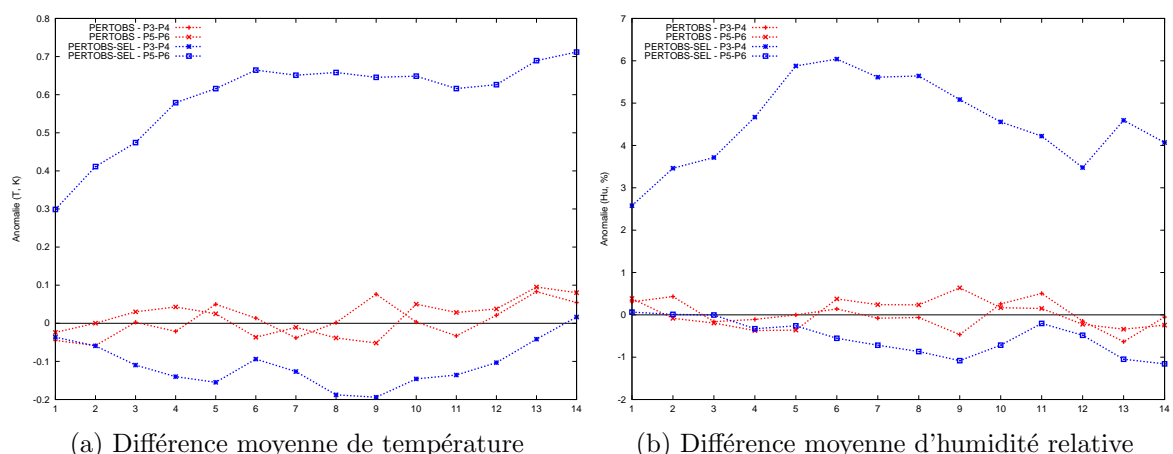 0.8
0.7
0.6
0.5
0.4
0.3
0.2
0.1
0
-0.1
-0.2
Anomalie (T, K)
PERTOBS - P3-P4
PERTOBS - P5-P6
PERTOBS-SEL - P3-P4
PERTOBS-SEL - P5-P6
1 2 3 4 5 6 7 8 9 10 11 12 13 14
(a) Différence moyenne de température
7
6
5
4
3
2
1
0
-1
-2
Anomalie (Hu, %)
PERTOBS - P3-P4
PERTOBS - P5-P6
PERTOBS-SEL - P3-P4
PERTOBS-SEL - P5-P6
1 2 3 4 5 6 7 8 9 10 11 12 13 14
(b) Différence moyenne d'humidité relative